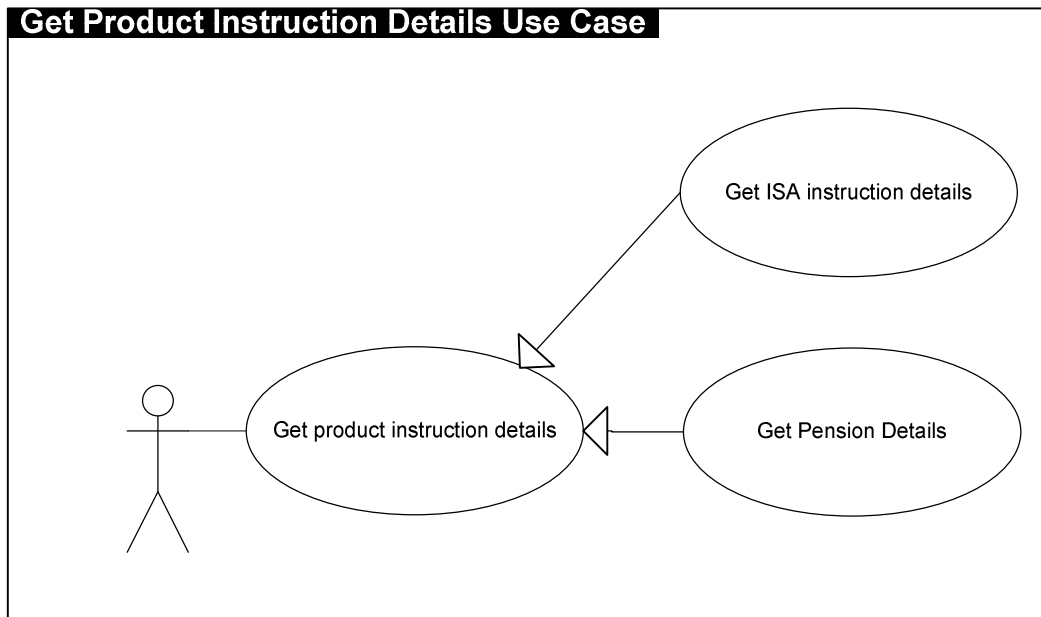 Get Product Instruction Details Use Case
Get ISA instruction details
Get product instruction details
Get Pension Details